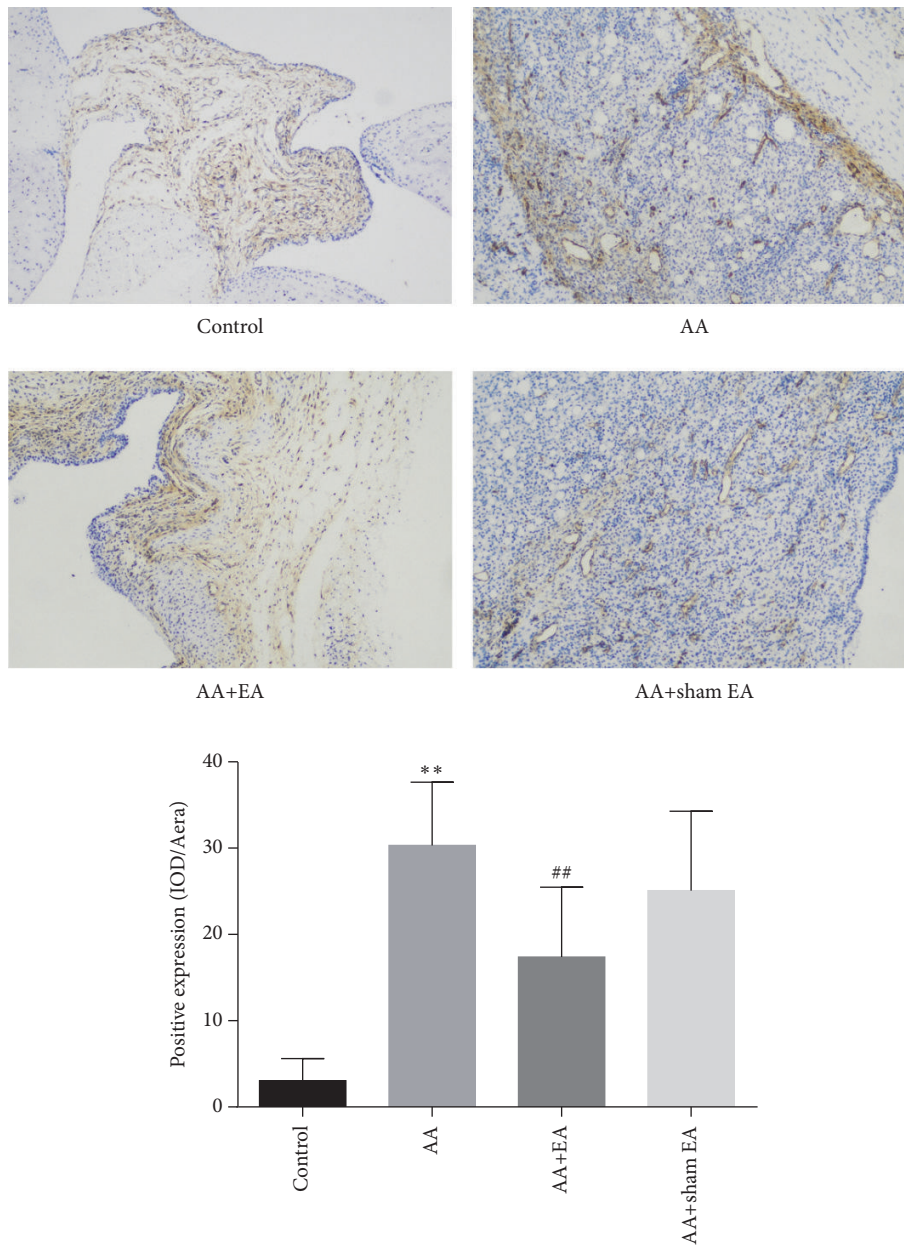 Control
AA
AA+EA
AA+sham EA
Positive expression (IOD/Aera)
40
30
20
10
0
**
##
Control
AA
AA+EA
AA+sham EA